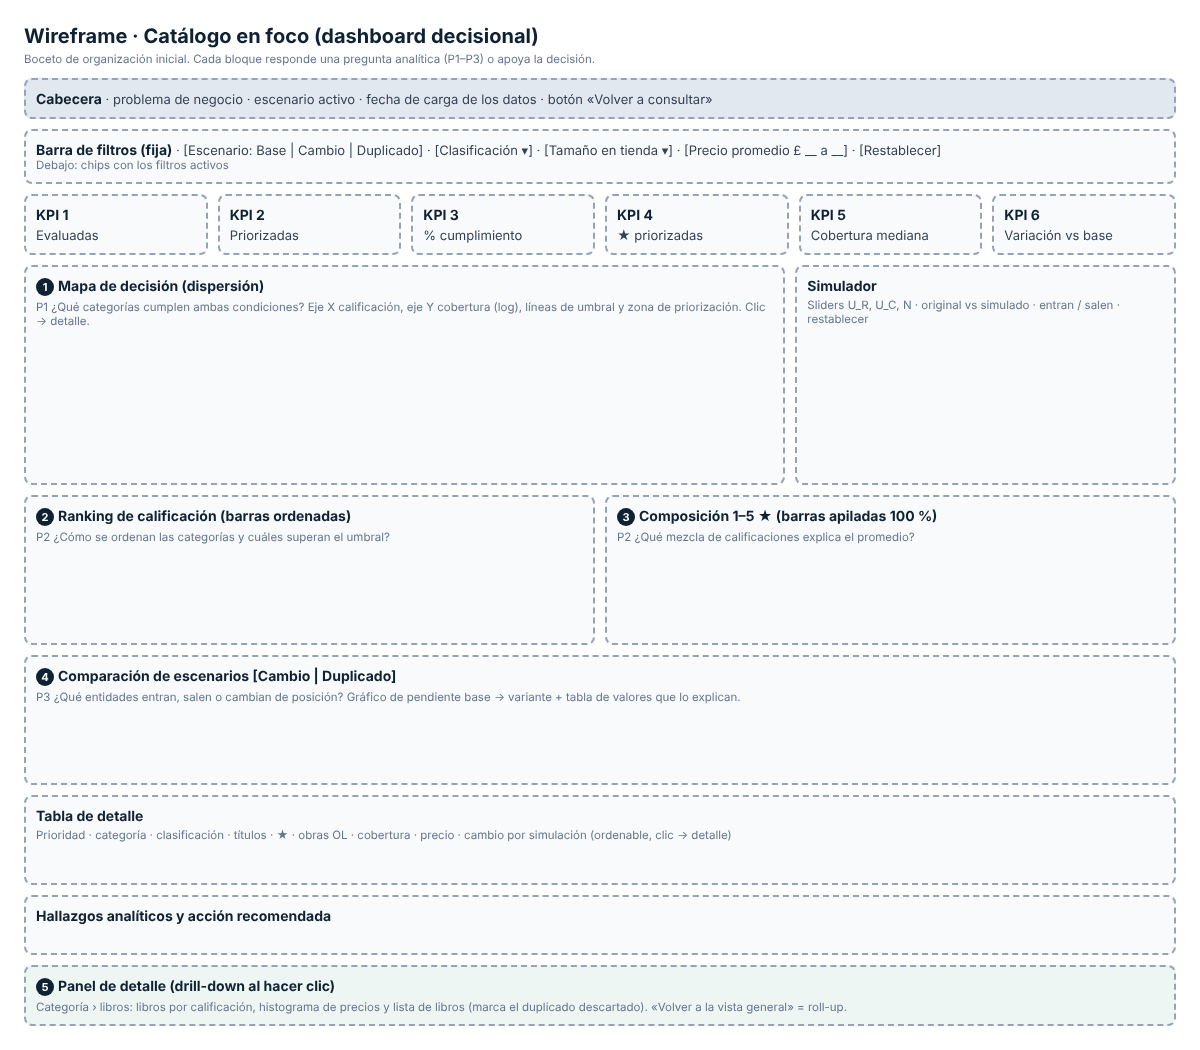 Wireframe · Catálogo en foco (dashboard decisional)
Boceto de organización inicial. Cada bloque responde una pregunta analítica (P1–P3) o apoya la decisión.
Cabecera · problema de negocio · escenario activo · fecha de carga de los datos · botón «Volver a consultar»
Barra de filtros (fija) · [Escenario: Base | Cambio | Duplicado] · [Clasificación ▾] · [Tamaño en tienda ▾] · [Precio promedio £ __ a __] · [Restablecer]
Debajo: chips con los filtros activos
KPI 1
Evaluadas
KPI 2
Priorizadas
KPI 3
% cumplimiento
KPI 4
★ priorizadas
KPI 5
Cobertura mediana
KPI 6
Variación vs base
1 Mapa de decisión (dispersión)
P1 ¿Qué categorías cumplen ambas condiciones? Eje X calificación, eje Y cobertura (log), líneas de umbral y zona de priorización. Clic
→ detalle.
Simulador
Sliders U_R, U_C, N · original vs simulado · entran / salen ·
restablecer
2 Ranking de calificación (barras ordenadas)
P2 ¿Cómo se ordenan las categorías y cuáles superan el umbral?
3 Composición 1–5 ★ (barras apiladas 100 %)
P2 ¿Qué mezcla de calificaciones explica el promedio?
4 Comparación de escenarios [Cambio | Duplicado]
P3 ¿Qué entidades entran, salen o cambian de posición? Gráfico de pendiente base → variante + tabla de valores que lo explican.
Tabla de detalle
Prioridad · categoría · clasificación · títulos · ★ · obras OL · cobertura · precio · cambio por simulación (ordenable, clic → detalle)
Hallazgos analíticos y acción recomendada
5 Panel de detalle (drill-down al hacer clic)
Categoría › libros: libros por calificación, histograma de precios y lista de libros (marca el duplicado descartado). «Volver a la vista general» = roll-up.